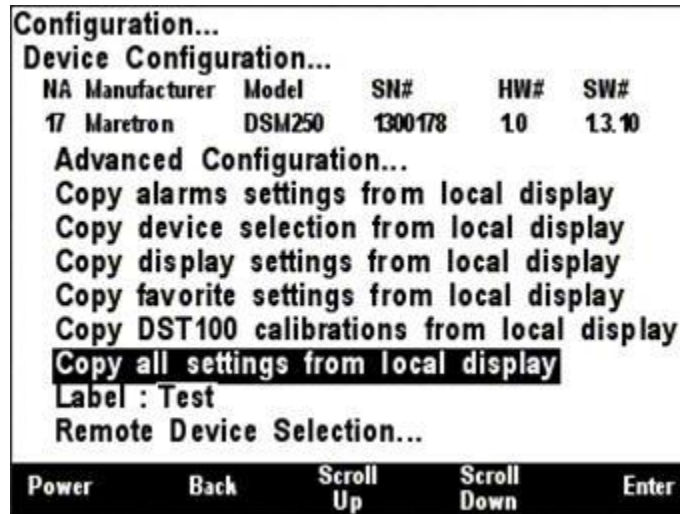 Configuration...
Device Configuration...
NA Manufacturer Model SN# HW# SW#
17 Maretron DSM250 1300178 1.0 1.3.10
Advanced Configuration...
Copy alarms settings from local display
Copy device selection from local display
Copy display settings from local display
Copy favorite settings from local display
Copy DST100 calibrations from local display
Copy all settings from local display
Label : Test
Remote Device Selection...
Power Back Scroll Up Scroll Down Enter